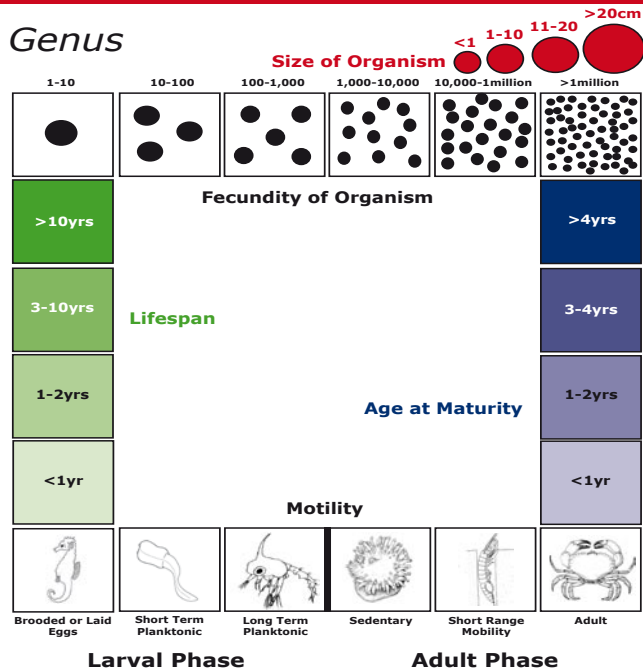 Genus
Size of Organism
<1
1-10
11-20
>20cm
1-10
10-100
100-1,000
1,000-10,000
10,000-1million
>1million
Fecundity of Organism
>10yrs
>4yrs
3-10yrs
Lifespan
3-4yrs
1-2yrs
Age at Maturity
1-2yrs
<1yr
<1yr
Motility
Brooded or Laid
Eggs
Short Term
Planktonic
Long Term
Planktonic
Sedentary
Short Range
Mobility
Adult
Larval Phase
Adult Phase